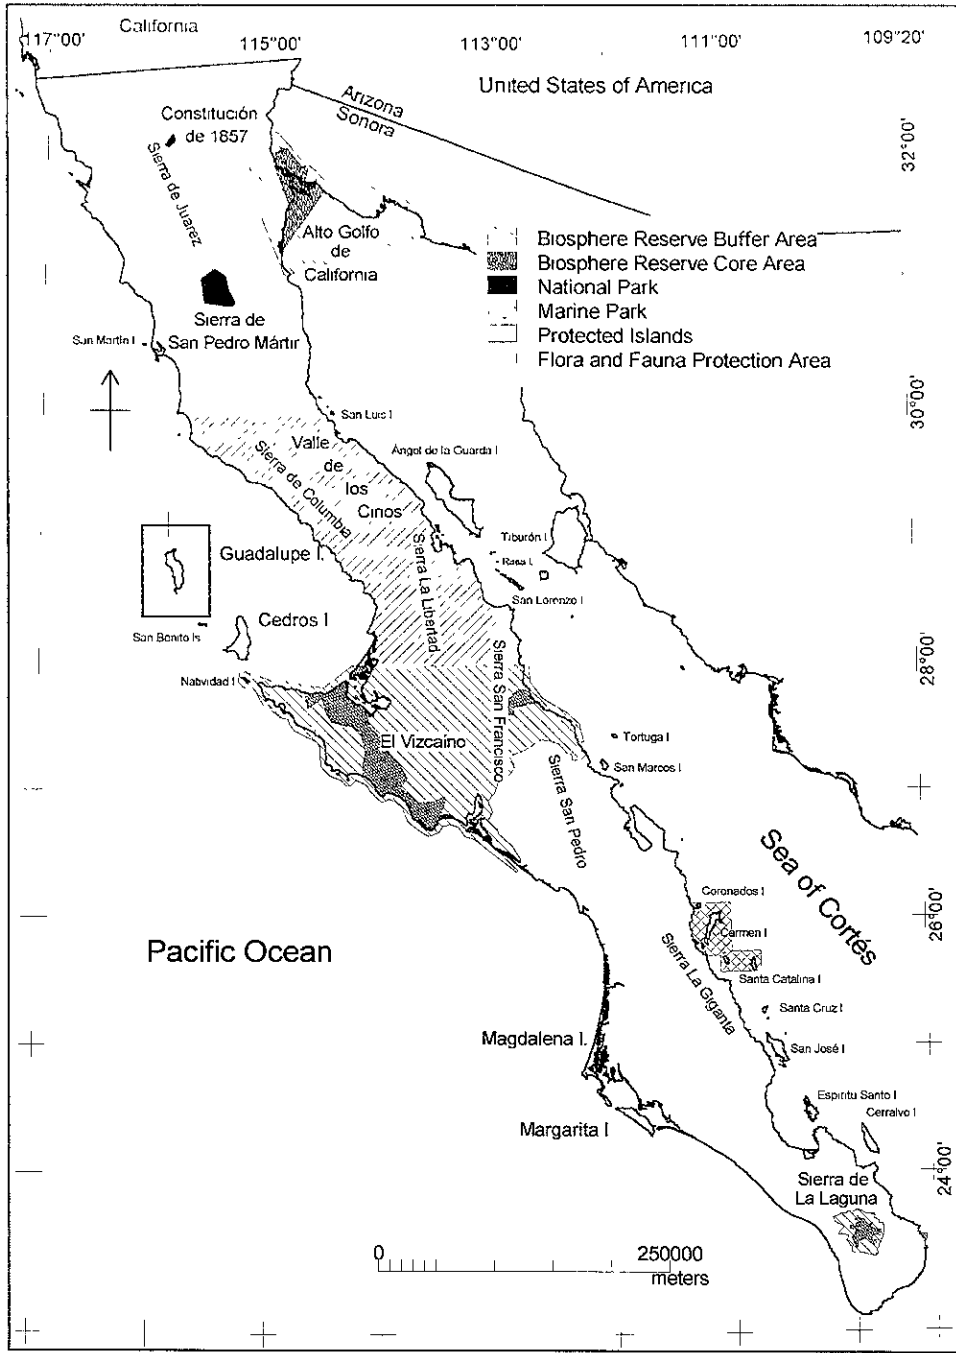 California
117°00'
115°00'
113°00'
111°00'
109°20'
United States of America
Arizona
Sonora
Constitución
de 1857
32°00'
Sierra de Juarez
Alto Golfo
de
California
Biosphere Reserve Buffer Area
Biosphere Reserve Core Area
National Park
Marine Park
Protected Islands
Flora and Fauna Protection Area
Sierra de
San Pedro Mártir
San Martín I
30°00'
San Luis I
Valle
de
los
Cirios
Sierra de Columbia
Ángel de la Guarda I
Guadalupe I.
Tiburón I
Rasa I
San Lorenzo I
Sierra La Libertad
Cedros I
San Bonito Is
28°00'
Natividad I
Sierra San Francisco
El Vizcaíno
Tortuga I
San Marcos I
Sierra San Pedro
Sea of Cortés
Coronados I
26°00'
Carmen I
Pacific Ocean
Santa Catalina I
Sierra La Giganta
Santa Cruz I
Magdalena I.
San José I
Espiritu Santo I
Cerralvo I
Margarita I
24°00'
Sierra de
La Laguna
0
250000
meters